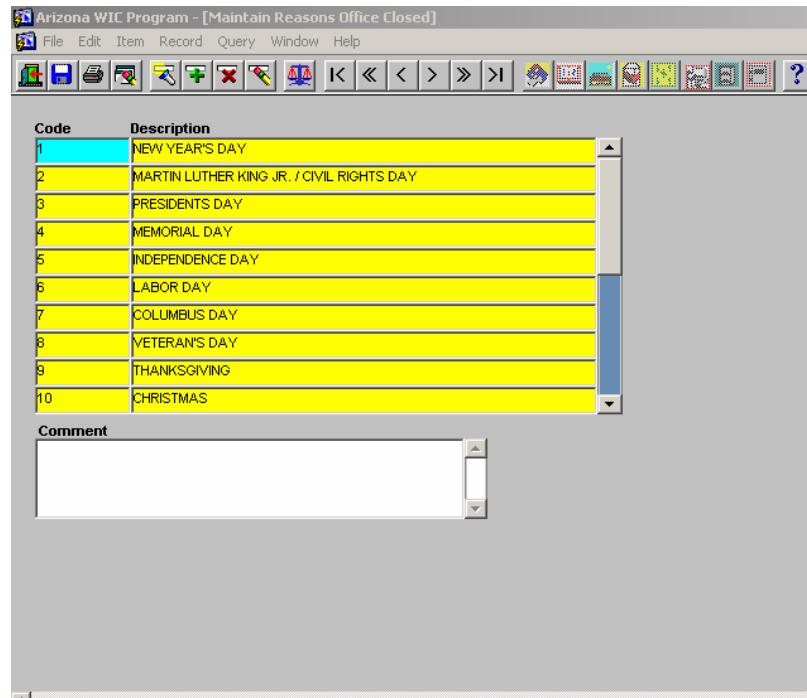 Arizona WIC Program - [Maintain Reasons Office Closed]
File Edit Item Record Query Window Help
Code Description
1 NEW YEAR'S DAY
2 MARTIN LUTHER KING JR. / CIVIL RIGHTS DAY
3 PRESIDENTS DAY
4 MEMORIAL DAY
5 INDEPENDENCE DAY
6 LABOR DAY
7 COLUMBUS DAY
8 VETERAN'S DAY
9 THANKSGIVING
10 CHRISTMAS
Comment